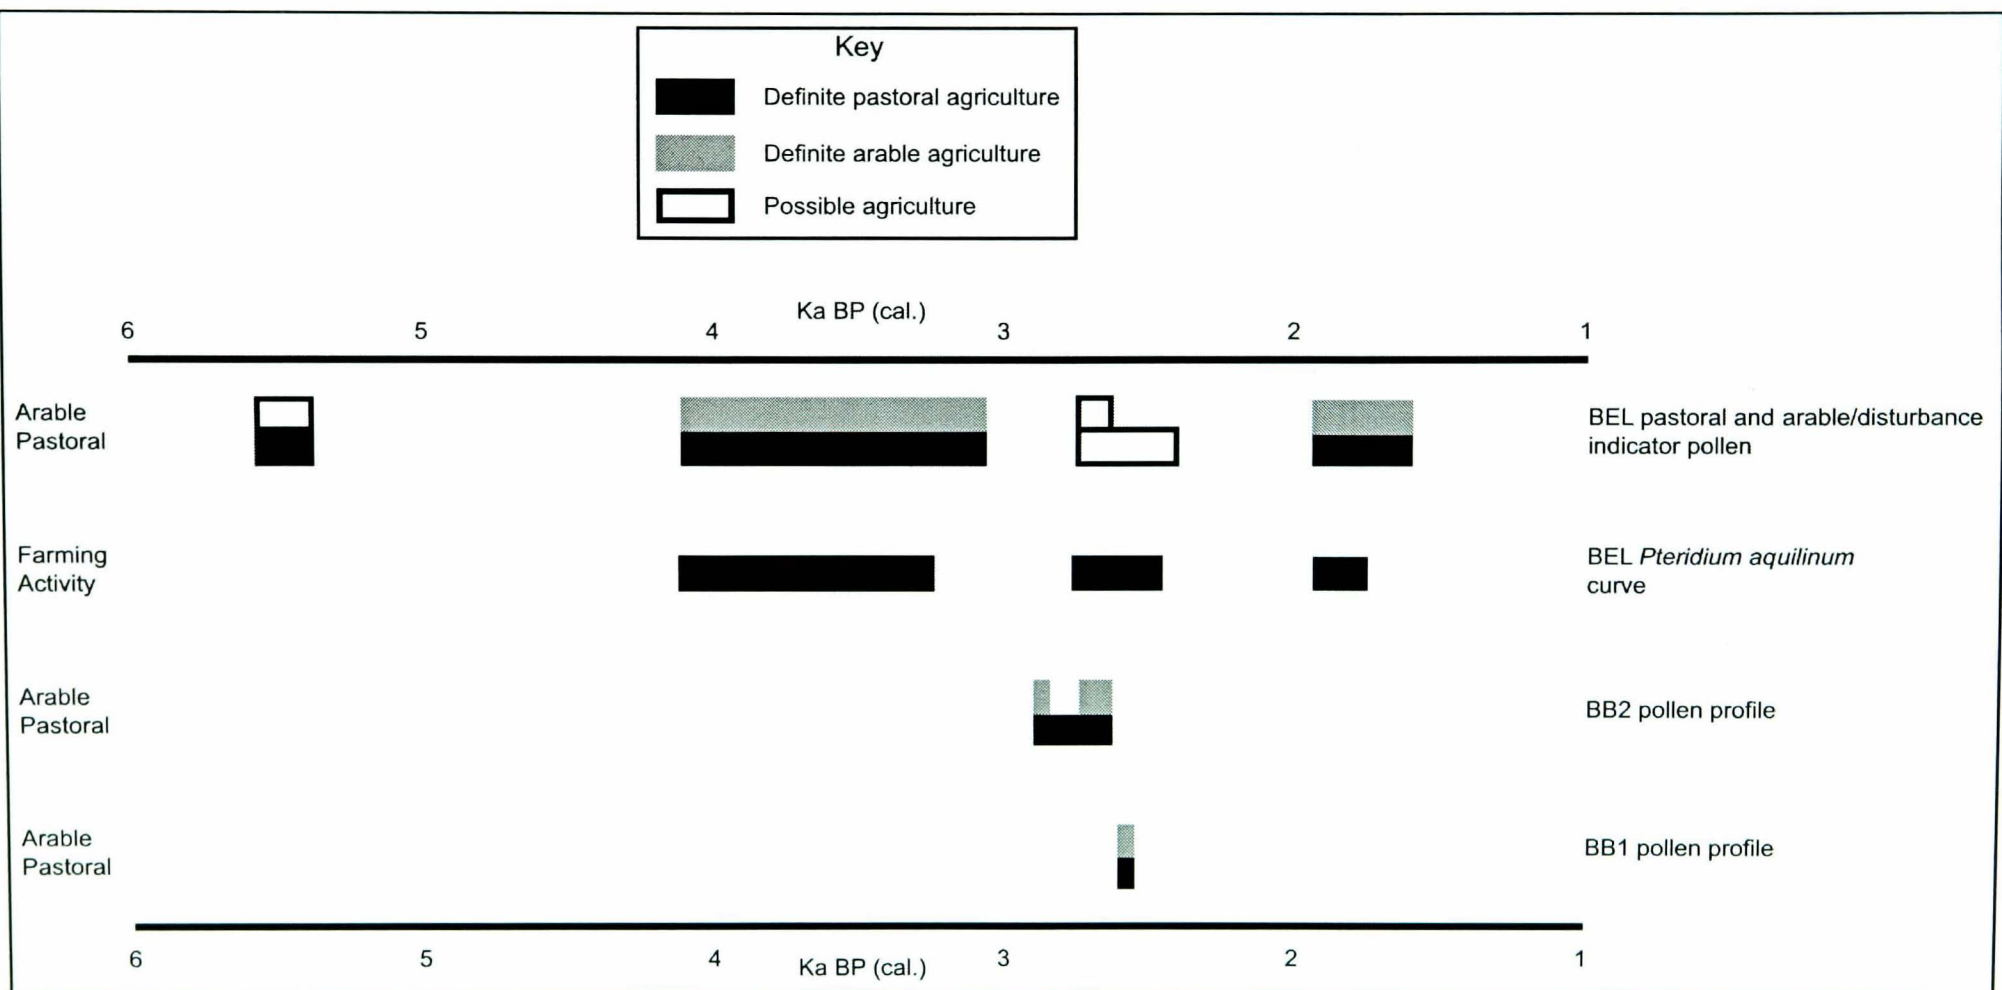 Key
Definite pastoral agriculture
Definite arable agriculture
Possible agriculture
Ka BP (cal.)
6 5 4 3 2 1
Arable
Pastoral
BEL pastoral and arable/disturbance
indicator pollen
Farming
Activity
BEL Pteridium aquilinum
curve
Arable
Pastoral
BB2 pollen profile
Arable
Pastoral
BB1 pollen profile
6 5 4 3 2 1
Ka BP (cal.)